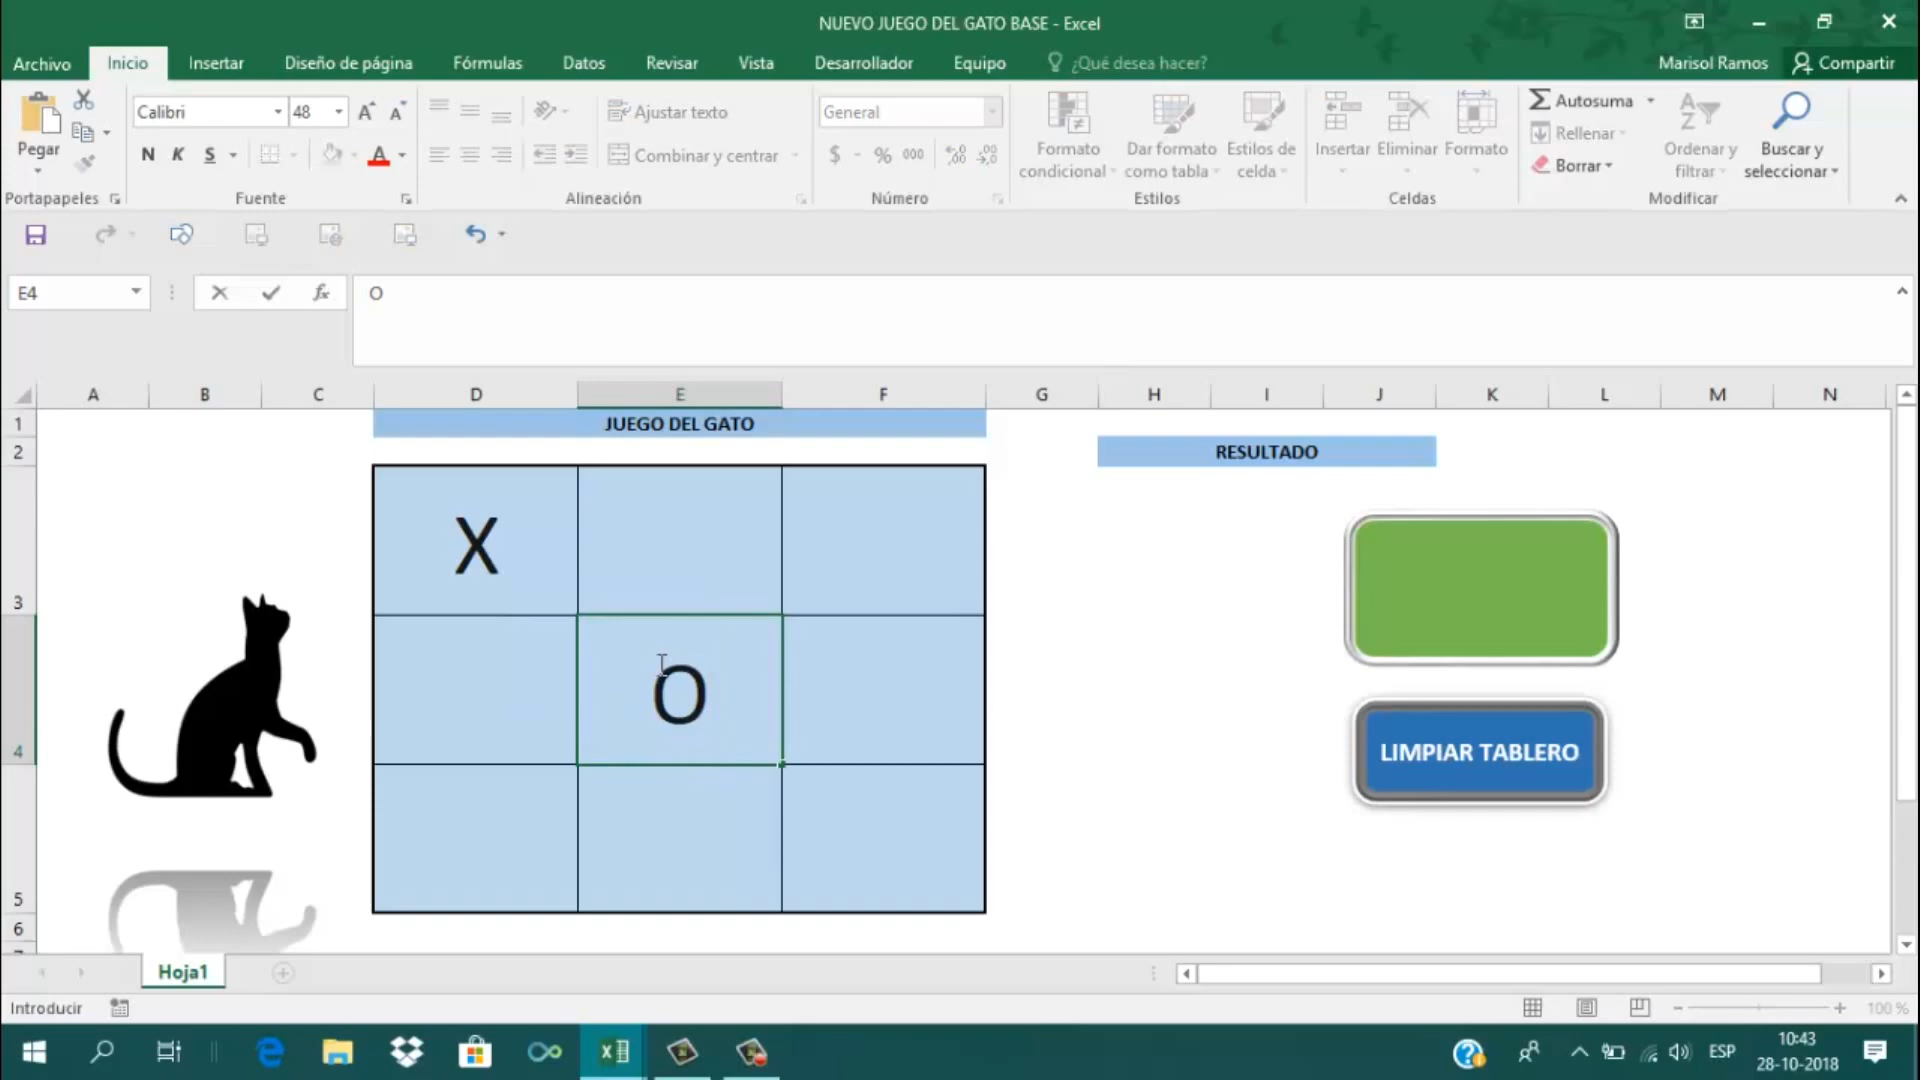 NUEVO JUEGO DEL GATO BASE - Excel
Archivo Inicio Insertar Diseño de página Fórmulas Datos Revisar Vista Desarrollador Equipo ¿Qué desea hacer? Marisol Ramos Compartir
Pegar
Portapapeles
Calibri 48
N K S A
Fuente
Ajustar texto
Combinar y centrar
Alineación
General
$ % 000
Número
Formato condicional
Dar formato como tabla
Estilos de celda
Estilos
Insertar Eliminar Formato
Celdas
Autosuma
Rellenar
Borrar
Ordenar y filtrar
Buscar y seleccionar
Modificar
E4 fx O
A B C D E F G H I J K L M N
1 JUEGO DEL GATO
2 RESULTADO
3 X
4 O
LIMPIAR TABLERO
5
6
Hoja1
Introducir 100 %
ESP 10:43
28-10-2018